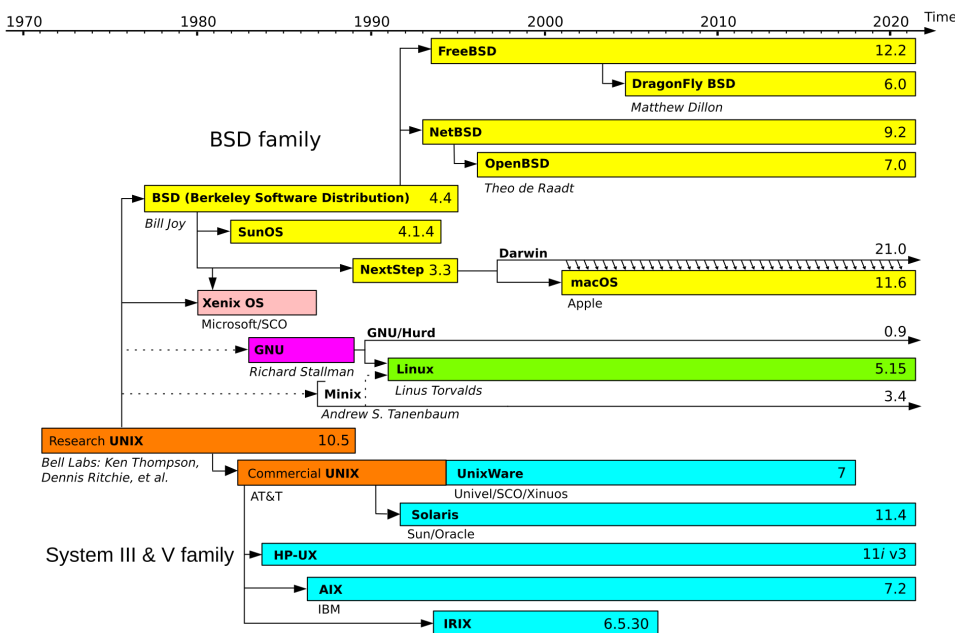 1970 1980 1990 2000 2010 2020 Time
FreeBSD 12.2
DragonFly BSD 6.0
Matthew Dillon
BSD family
NetBSD 9.2
OpenBSD 7.0
Theo de Raadt
BSD (Berkeley Software Distribution) 4.4
Bill Joy
SunOS 4.1.4
Darwin 21.0
NextStep 3.3
macOS 11.6
Apple
Xenix OS
Microsoft/SCO
GNU/Hurd 0.9
GNU
Richard Stallman
Linux 5.15
Linus Torvalds
Minix 3.4
Andrew S. Tanenbaum
Research UNIX 10.5
Bell Labs: Ken Thompson,
Dennis Ritchie, et al.
Commercial UNIX
AT&T
UnixWare 7
Univel/SCO/Xinuos
Solaris 11.4
Sun/Oracle
System III & V family
HP-UX 11i v3
AIX 7.2
IBM
IRIX 6.5.30